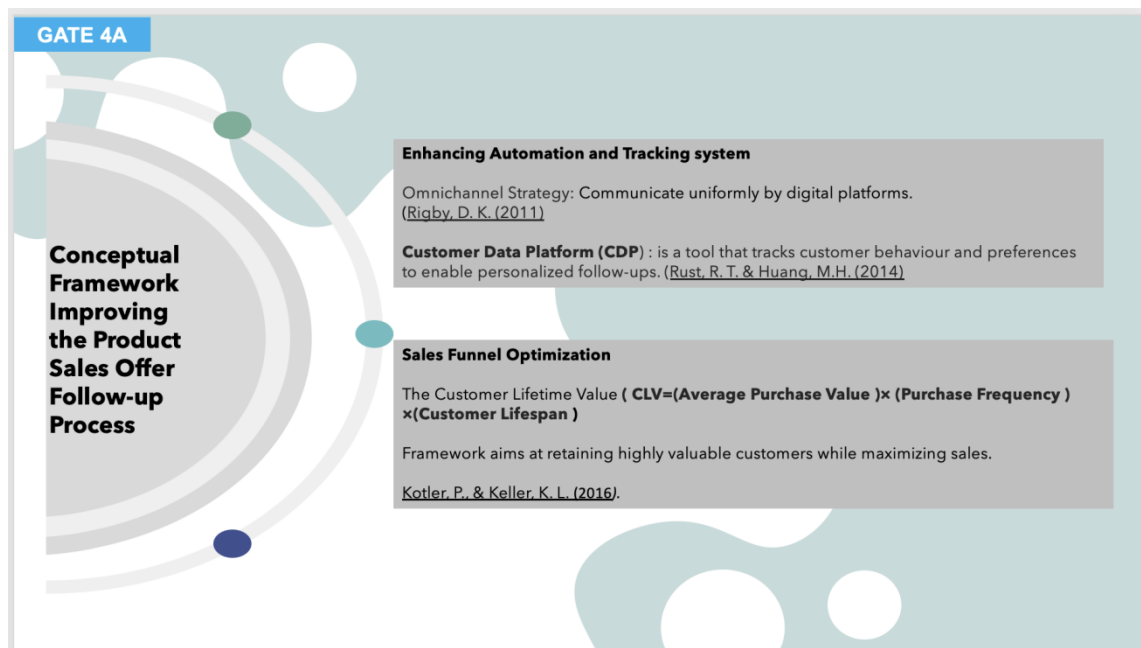 GATE 4A
Conceptual
Framework
Improving
the Product
Sales Offer
Follow-up
Process
Enhancing Automation and Tracking system
Omnichannel Strategy: Communicate uniformly by digital platforms.
(Rigby, D. K. (2011)
Customer Data Platform (CDP) : is a tool that tracks customer behaviour and preferences
to enable personalized follow-ups. (Rust, R. T. & Huang, M.H. (2014)
Sales Funnel Optimization
The Customer Lifetime Value ( CLV=(Average Purchase Value )× (Purchase Frequency )
×(Customer Lifespan )
Framework aims at retaining highly valuable customers while maximizing sales.
Kotler, P., & Keller, K. L. (2016).